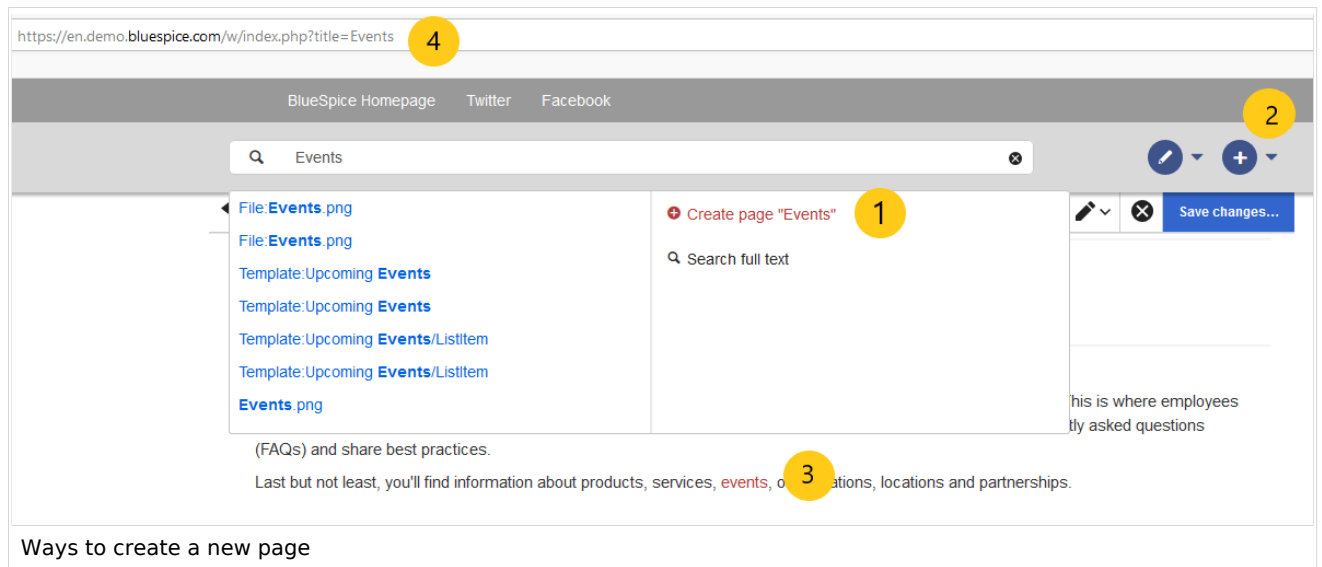 https://en.demo.bluespice.com/w/index.php?title=Events
4
BlueSpice Homepage Twitter Facebook
2
Events
File:Events.png
Create page "Events"
1
Save changes...
File:Events.png
Search full text
Template:Upcoming Events
Template:Upcoming Events
Template:Upcoming Events/ListItem
Template:Upcoming Events/ListItem
Events.png
his is where employees
tly asked questions
(FAQs) and share best practices.
3
Last but not least, you'll find information about products, services, events, o ations, locations and partnerships.
Ways to create a new page